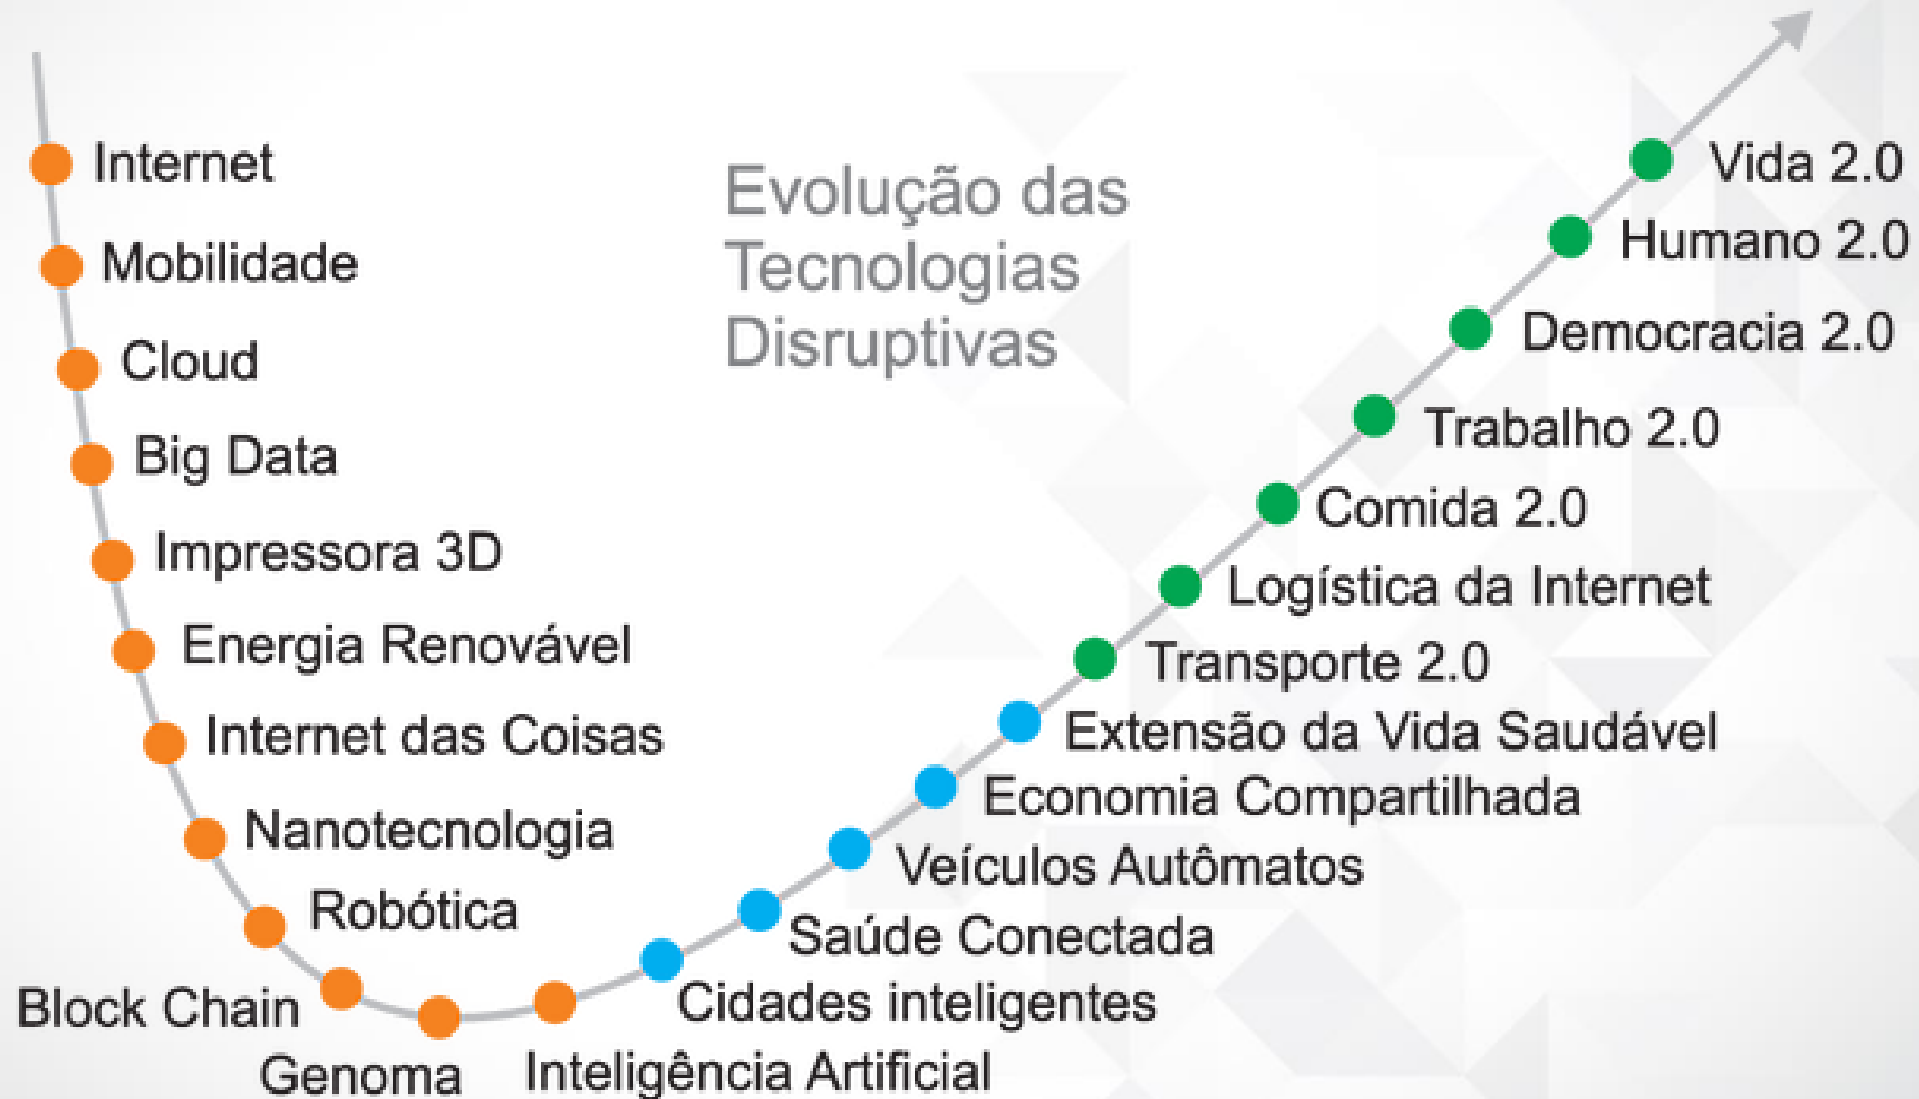 Evolução das
Tecnologias
Disruptivas
Internet
Mobilidade
Cloud
Big Data
Impressora 3D
Energia Renovável
Internet das Coisas
Nanotecnologia
Robótica
Block Chain
Genoma
Inteligência Artificial
Cidades inteligentes
Saúde Conectada
Veículos Autômatos
Economia Compartilhada
Extensão da Vida Saudável
Transporte 2.0
Logística da Internet
Comida 2.0
Trabalho 2.0
Democracia 2.0
Humano 2.0
Vida 2.0